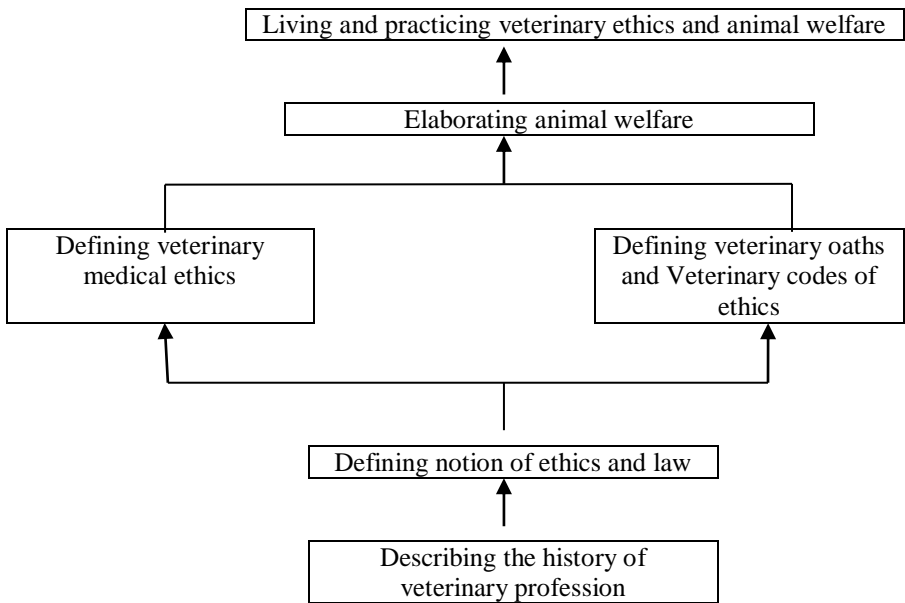 Living and practicing veterinary ethics and animal welfare
Elaborating animal welfare
Defining veterinary
medical ethics
Defining veterinary oaths
and Veterinary codes of
ethics
Defining notion of ethics and law
Describing the history of
veterinary profession